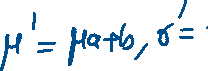 μ' = μa+b, σ' =